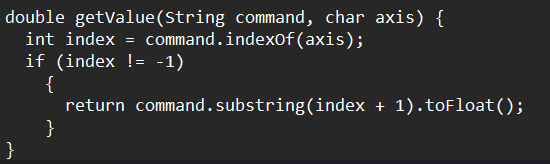 double getValue(String command, char axis) {
  int index = command.indexOf(axis);
  if (index != -1)
    {
      return command.substring(index + 1).toFloat();
    }
}